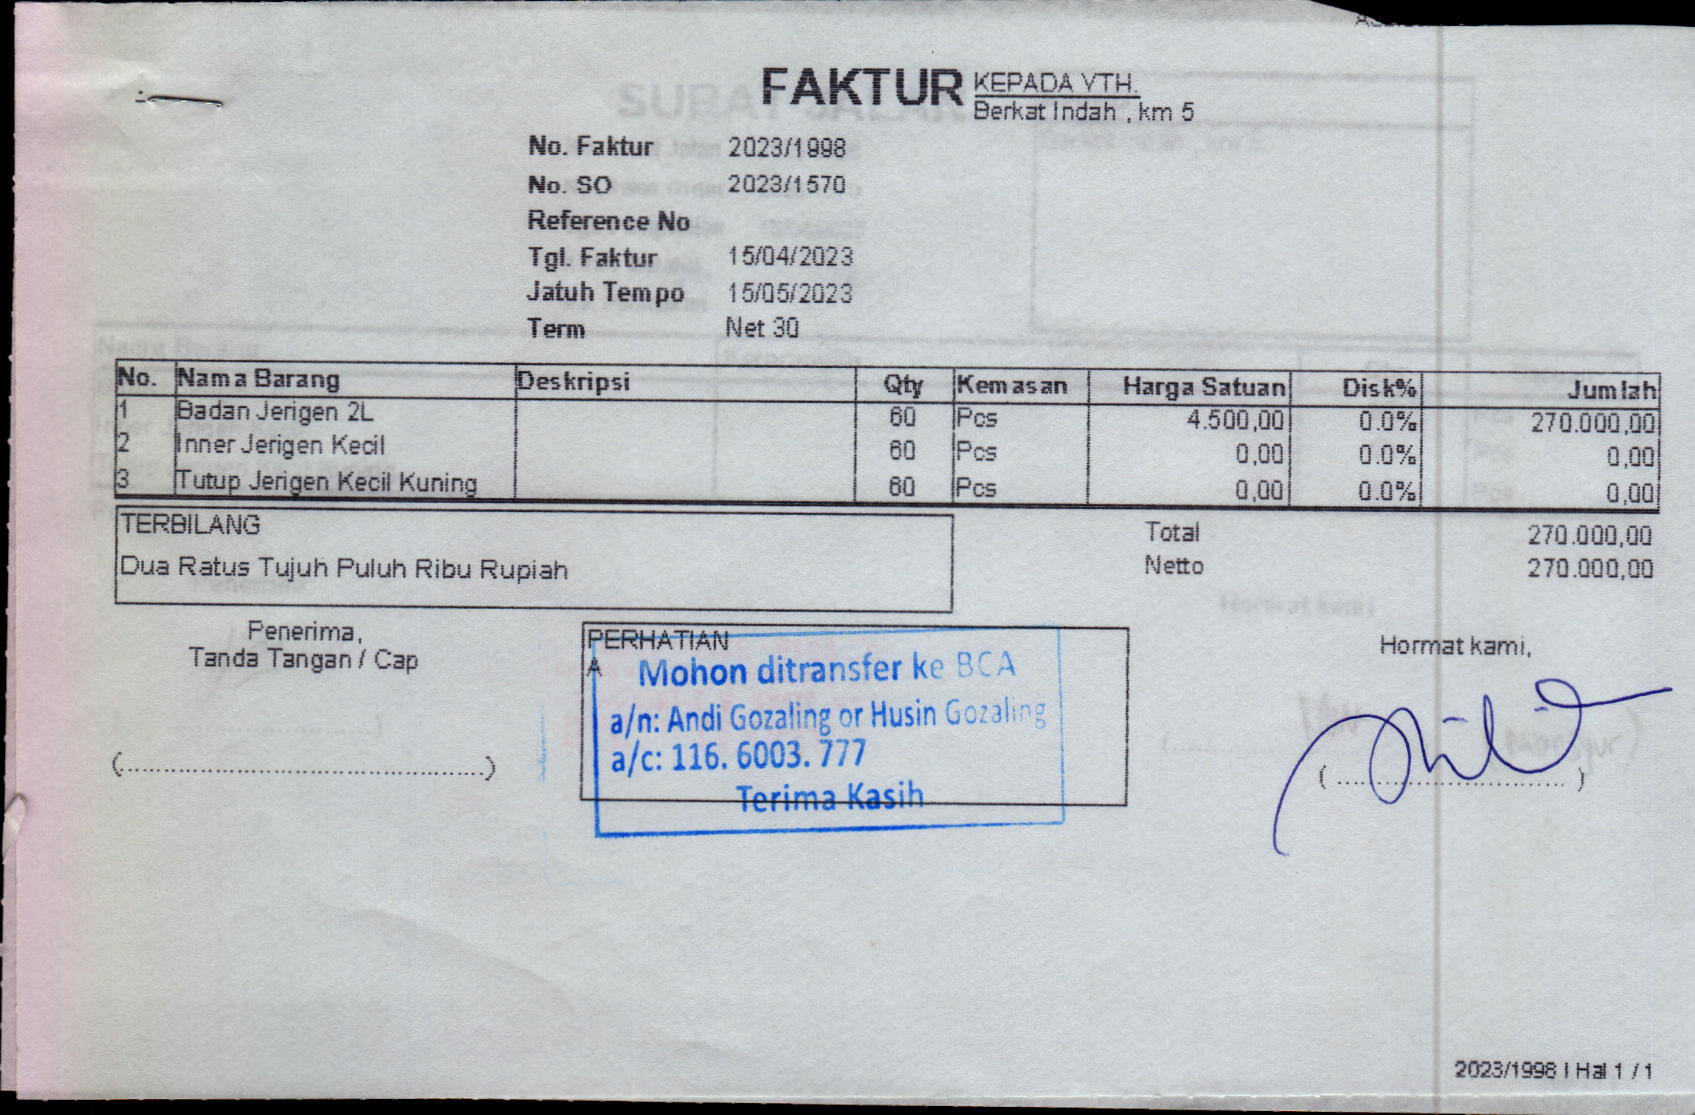 FAKTUR
KEPADA YTH.
Berkat Indah , km 5
No. Faktur 2023/1998
No. SO 2023/1570
Reference No
Tgl. Faktur 15/04/2023
Jatuh Tempo 15/05/2023
Term Net 30
No. Nama Barang Deskripsi Qty Kemasan Harga Satuan Disk% Jumlah
1 Badan Jerigen 2L 60 Pcs 4.500,00 0.0% 270.000,00
2 Inner Jerigen Kecil 60 Pcs 0,00 0.0% 0,00
3 Tutup Jerigen Kecil Kuning 60 Pcs 0,00 0.0% 0,00
TERBILANG
Dua Ratus Tujuh Puluh Ribu Rupiah
Total 270.000,00
Netto 270.000,00
Penerima,
Tanda Tangan / Cap
(................................................)
PERHATIAN
A
Mohon ditransfer ke BCA
a/n: Andi Gozaling or Husin Gozaling
a/c: 116. 6003. 777
Terima Kasih
Hormat kami,
(................................)
2023/1998 | Hal 1 / 1